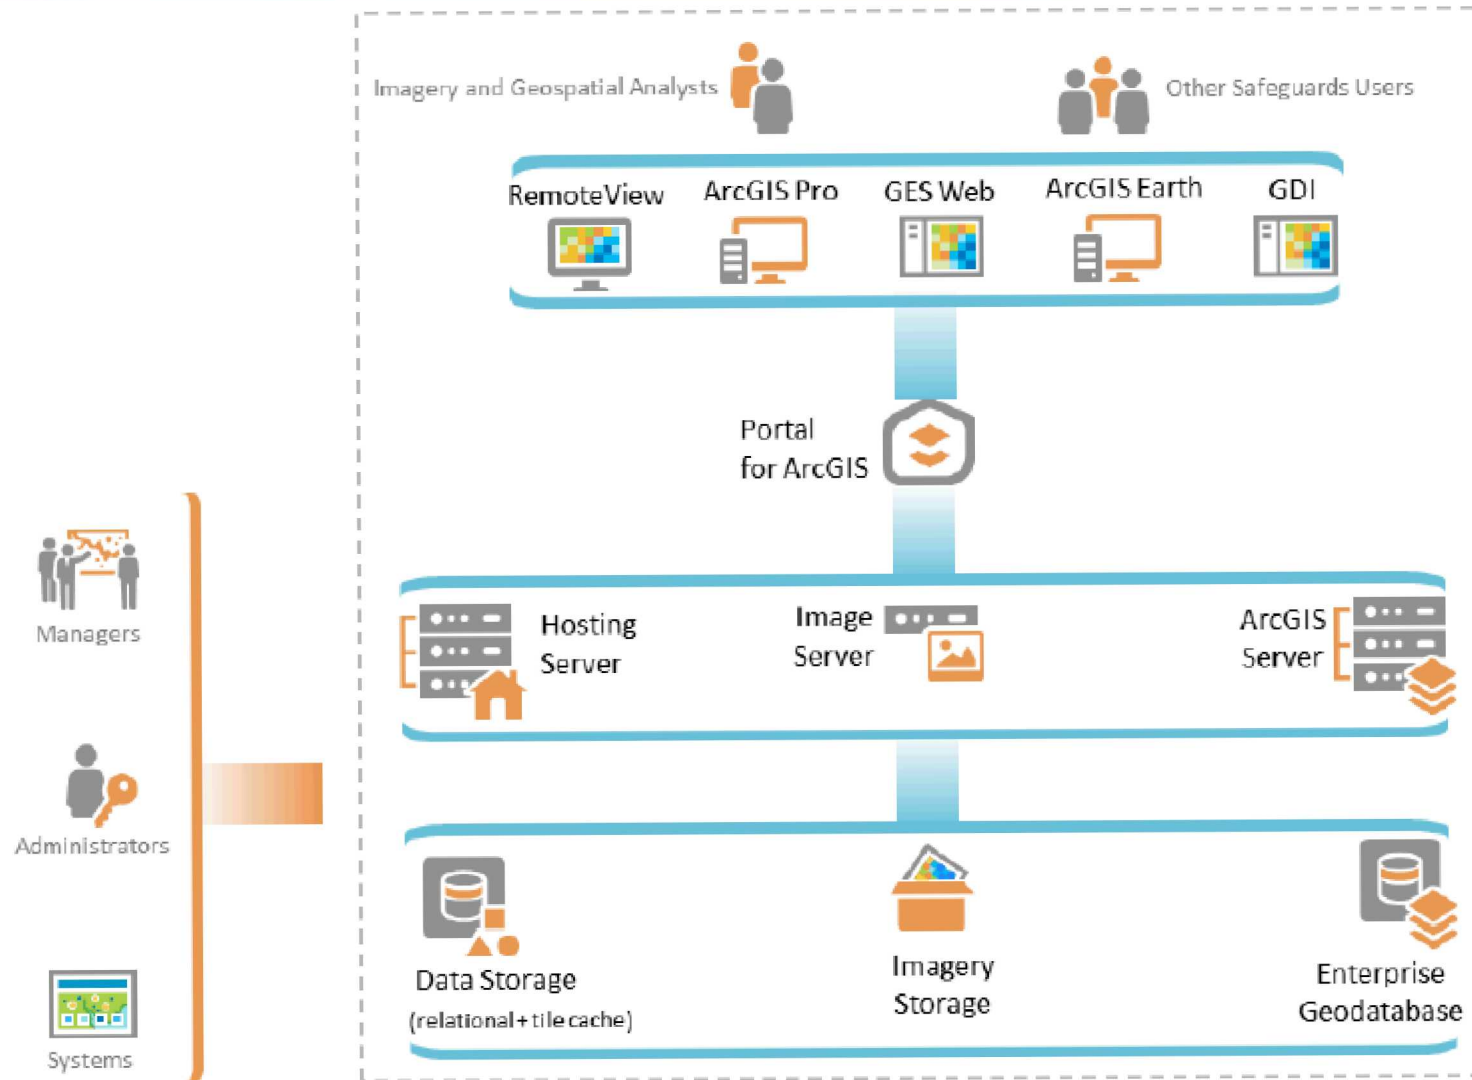 Imagery and Geospatial Analysts
Other Safeguards Users
RemoteView
ArcGIS Pro
GES Web
ArcGIS Earth
GDI
Portal
for ArcGIS
Managers
Hosting
Server
Image
Server
ArcGIS
Server
Administrators
Data Storage
(relational + tile cache)
Imagery
Storage
Enterprise
Geodatabase
Systems